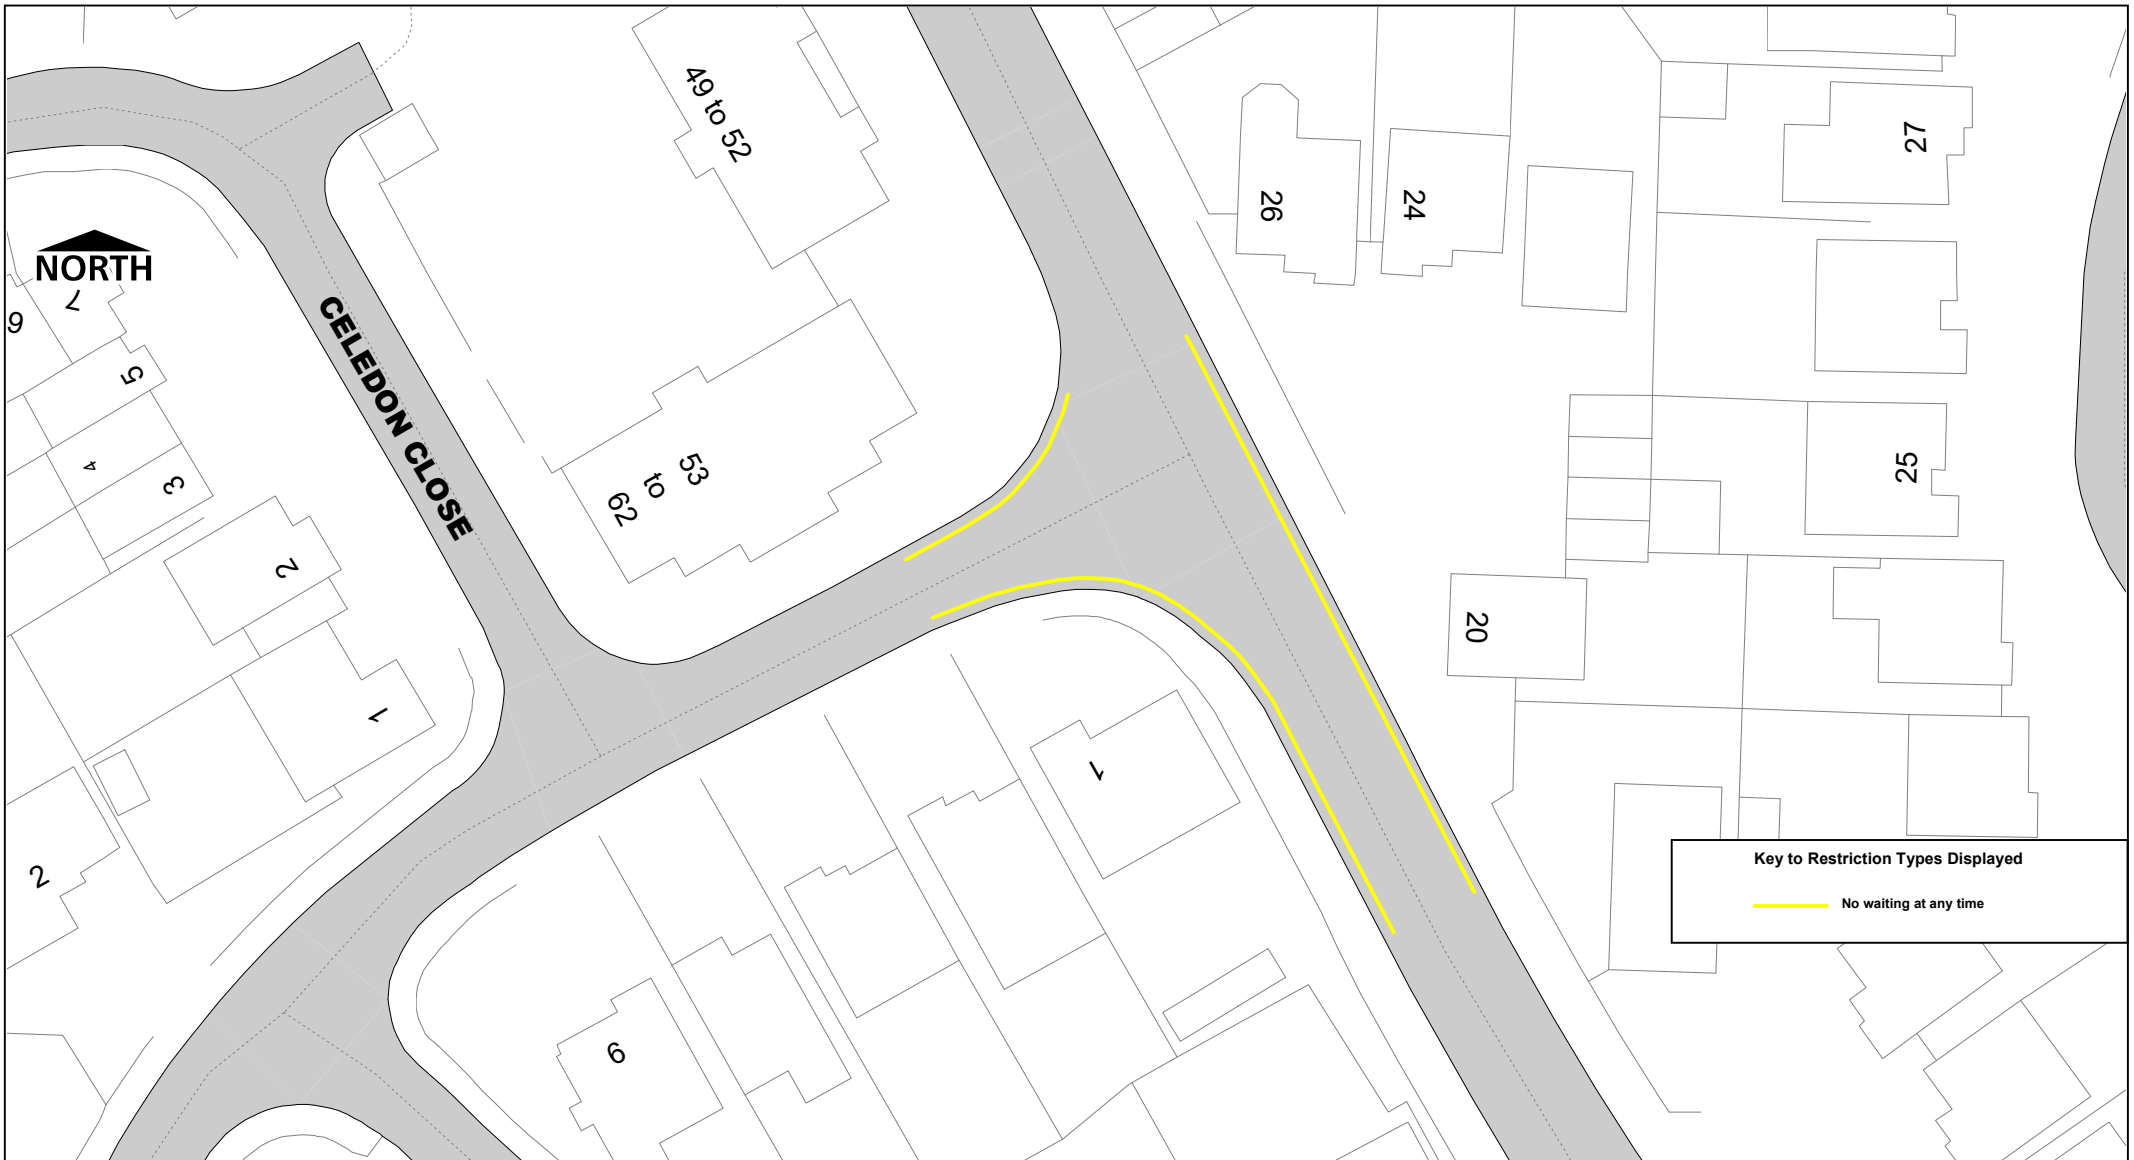 49 to 52
27
26
24
NORTH
7
6
CELEDON CLOSE
5
4
3
53
to
62
25
2
20
1
1
2
Key to Restriction Types Displayed
No waiting at any time
6